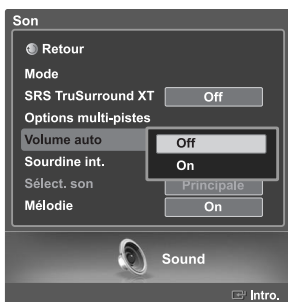 Son
Retour
Mode
SRS TruSurround XT Off
Options multi-pistes
Volume auto Off
On
Sourdine int.
Sélect. son Principale
Mélodie On
Sound
Intro.